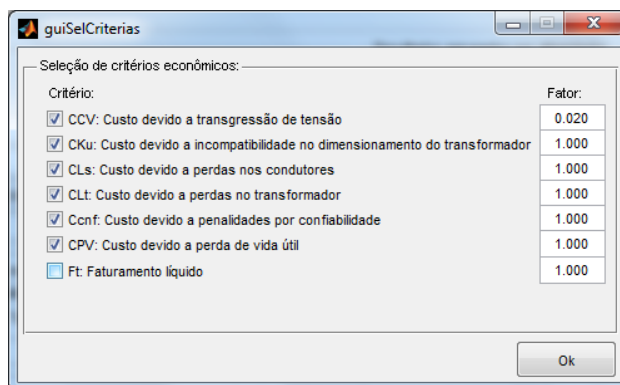 guiSelCriterias
Seleção de critérios econômicos:
Critério: Fator:
CCV: Custo devido a transgressão de tensão 0.020
CKu: Custo devido a incompatibilidade no dimensionamento do transformador 1.000
CLs: Custo devido a perdas nos condutores 1.000
CLt: Custo devido a perdas no transformador 1.000
Ccnf: Custo devido a penalidades por confiabilidade 1.000
CPV: Custo devido a perda de vida útil 1.000
Ft: Faturamento líquido 1.000
Ok